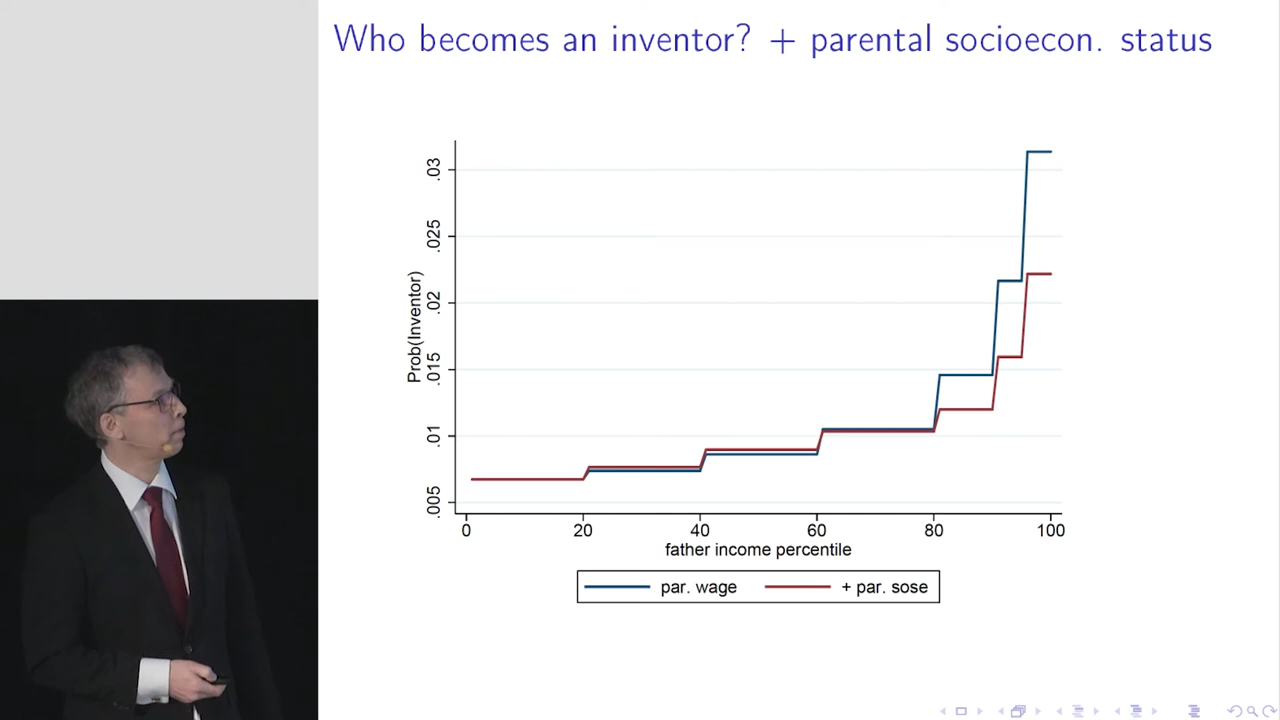 Who becomes an inventor? + parental socioecon. status
.03
.025
.02
.015
.01
.005
Prob(Inventor)
0 20 40 60 80 100
father income percentile
par. wage + par. sose